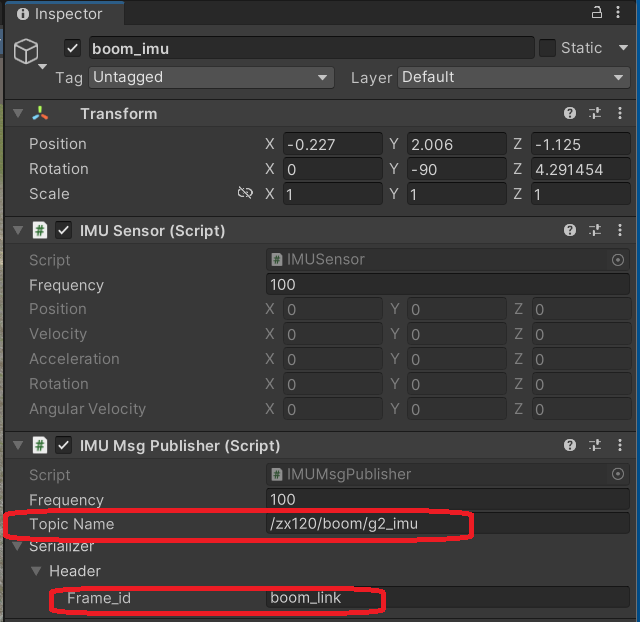 Inspector
boom_imu Static
Tag Untagged Layer Default
Transform
Position X -0.227 Y 2.006 Z -1.125
Rotation X 0 Y -90 Z 4.291454
Scale X 1 Y 1 Z 1
# IMU Sensor (Script)
Script # IMUSensor
Frequency 100
Position X 0 Y 0 Z 0
Velocity X 0 Y 0 Z 0
Acceleration X 0 Y 0 Z 0
Rotation X 0 Y 0 Z 0
Angular Velocity X 0 Y 0 Z 0
# IMU Msg Publisher (Script)
Script # IMUMsgPublisher
Frequency 100
Topic Name /zx120/boom/g2_imu
Serializer
Header
Frame_id boom_link